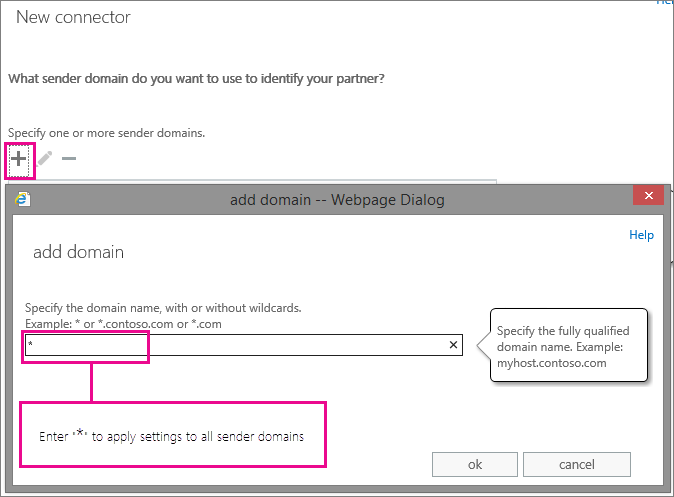 New connector
What sender domain do you want to use to identify your partner?
Specify one or more sender domains.
add domain -- Webpage Dialog
Help
add domain
Specify the domain name, with or without wildcards.
Example: * or *.contoso.com or *.com
*
Specify the fully qualified
domain name. Example:
myhost.contoso.com
Enter '*' to apply settings to all sender domains
ok
cancel